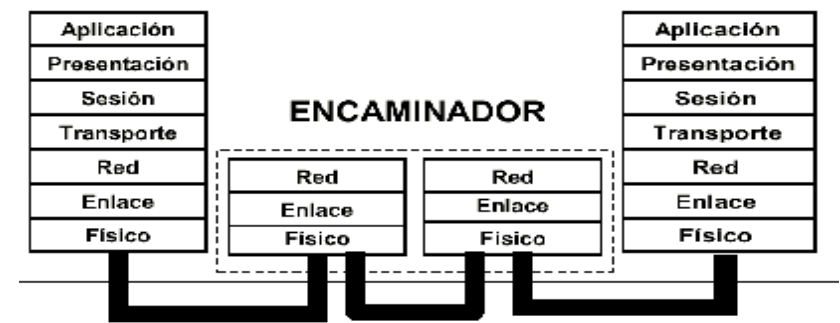 Aplicación
Presentación
Sesión
Transporte
Red
Enlace
Físico
ENCAMINADOR
Red
Enlace
Físico
Red
Enlace
Físico
Aplicación
Presentación
Sesión
Transporte
Red
Enlace
Físico